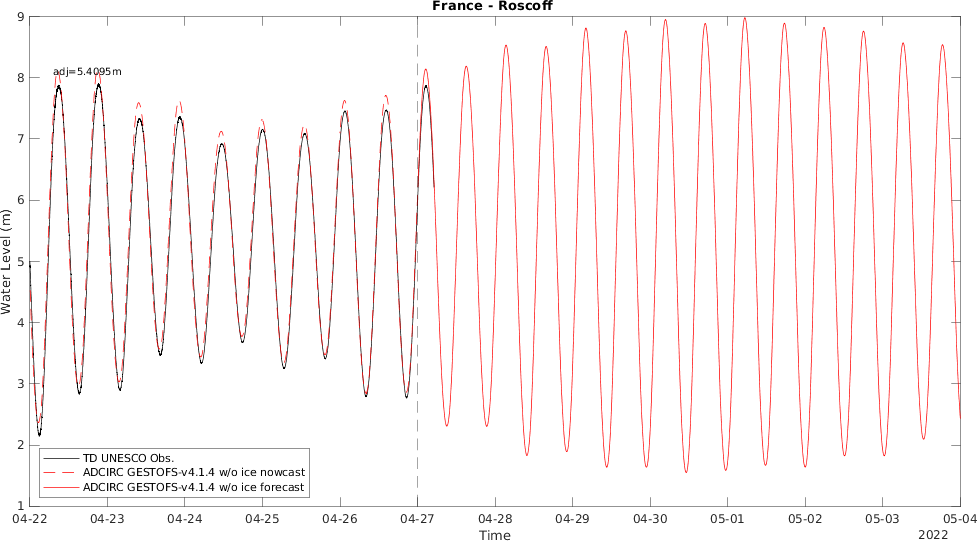 France - Roscoff
9
8
7
6
5
4
3
2
1
Water Level (m)
adj=5.4095m
TD UNESCO Obs.
ADCIRC GESTOFS-v4.1.4 w/o ice nowcast
ADCIRC GESTOFS-v4.1.4 w/o ice forecast
04-22 04-23 04-24 04-25 04-26 04-27 04-28 04-29 04-30 05-01 05-02 05-03 05-04
Time
2022